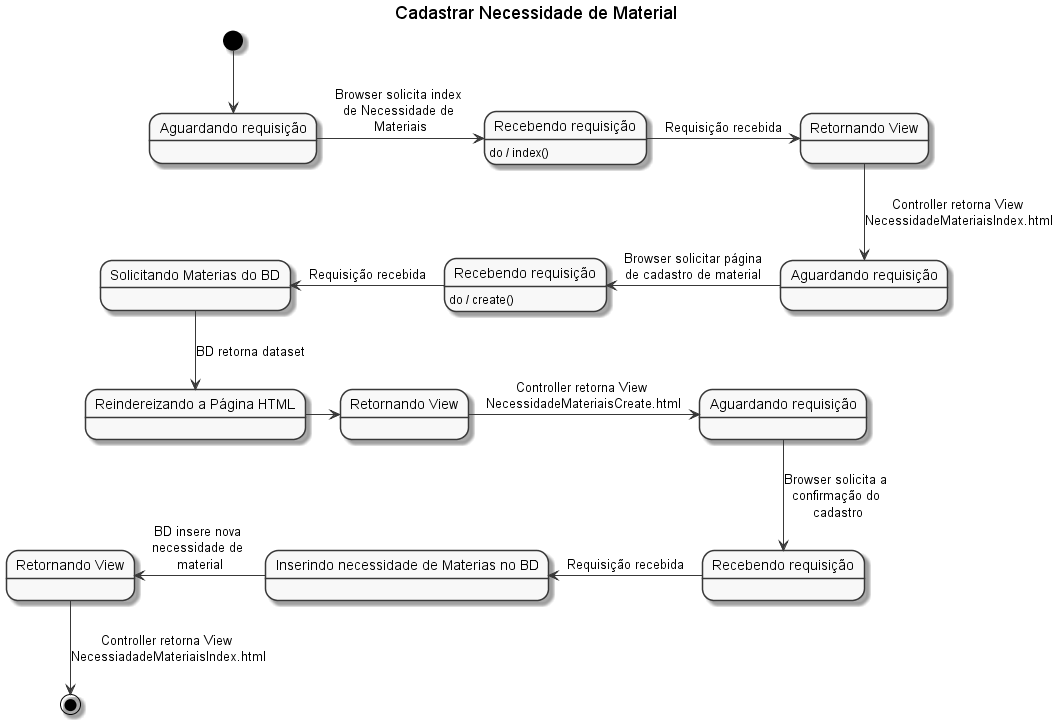 Cadastrar Necessidade de Material
Browser solicita index
de Necessidade de
Materiais
Aguardando requisição
Recebendo requisição
do / index()
Requisição recebida
Retornando View
Controller retorna View
NecessidadeMateriaisIndex.html
Aguardando requisição
Browser solicitar página
de cadastro de material
Recebendo requisição
do / create()
Requisição recebida
Solicitando Materias do BD
BD retorna dataset
Reindereizando a Página HTML
Retornando View
Controller retorna View
NecessidadeMateriaisCreate.html
Aguardando requisição
Browser solicita a
confirmação do
cadastro
Recebendo requisição
Requisição recebida
Inserindo necessidade de Materias no BD
BD insere nova
necessidade de
material
Retornando View
Controller retorna View
NecessiadadeMateriaisIndex.html